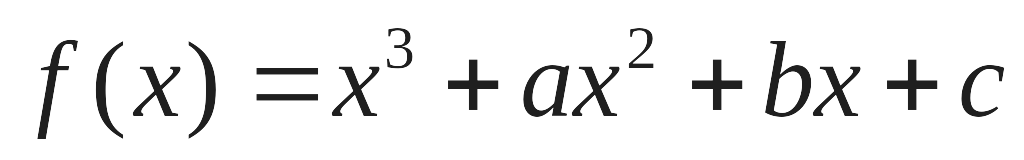 f(x) = x³ + ax² + bx + c